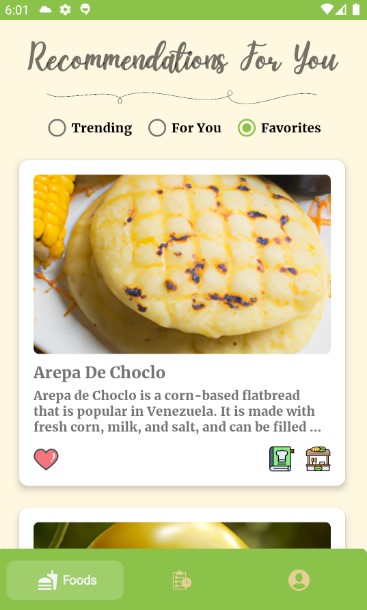 6:01
Recommendations For You
Trending For You Favorites
Arepa De Choclo
Arepa de Choclo is a corn-based flatbread
that is popular in Venezuela. It is made with
fresh corn, milk, and salt, and can be filled ...
Foods